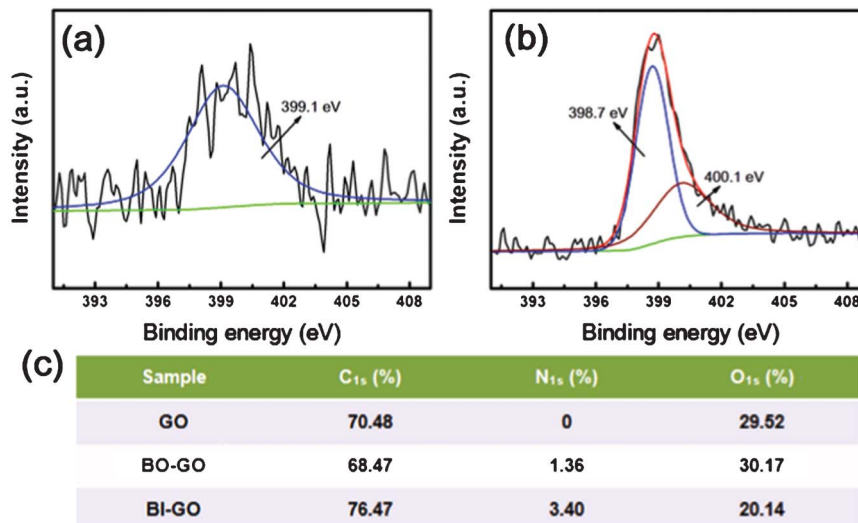 (a)
Intensity (a.u.)
399.1 eV
393 396 399 402 405 408
Binding energy (eV)
(b)
Intensity (a.u.)
398.7 eV
400.1 eV
393 396 399 402 405 408
Binding energy (eV)
(c)
Sample C1s (%) N1s (%) O1s (%)
GO 70.48 0 29.52
BO-GO 68.47 1.36 30.17
BI-GO 76.47 3.40 20.14